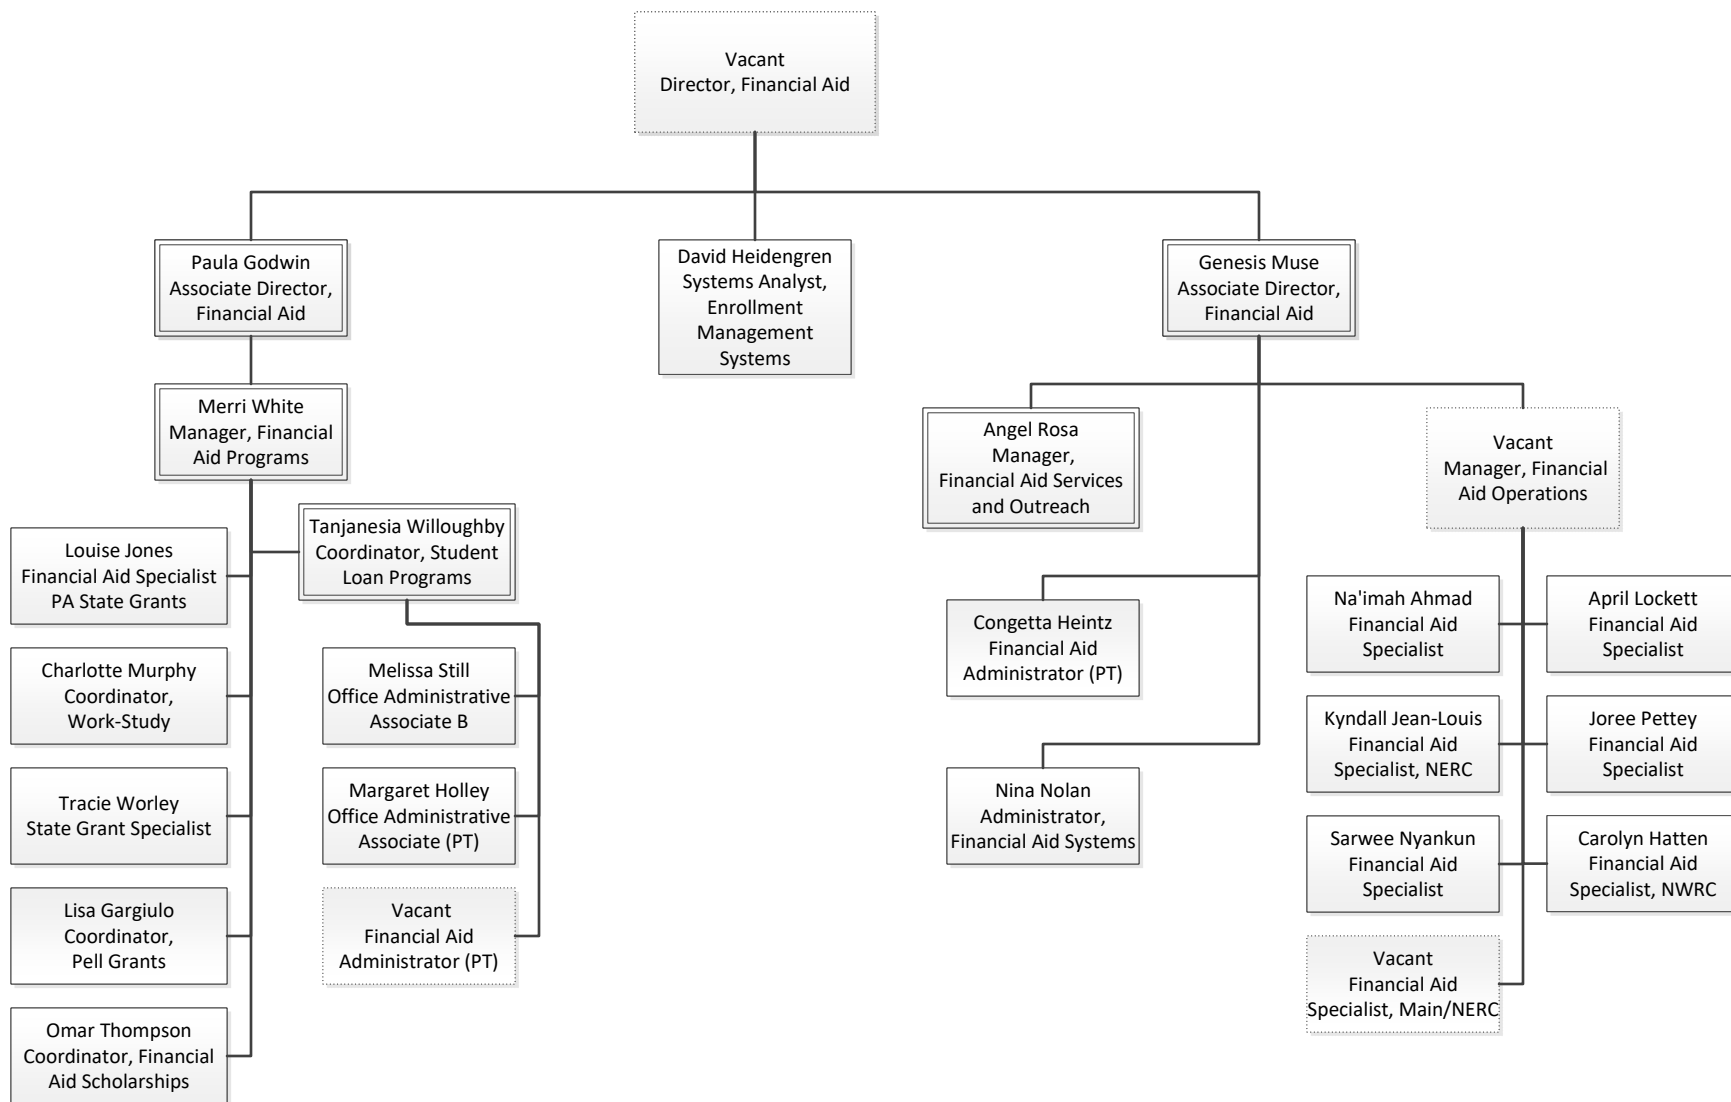 Vacant
Director, Financial Aid
Paula Godwin
Associate Director,
Financial Aid
David Heidengren
Systems Analyst,
Enrollment
Management
Systems
Genesis Muse
Associate Director,
Financial Aid
Merri White
Manager, Financial
Aid Programs
Angel Rosa
Manager,
Financial Aid Services
and Outreach
Vacant
Manager, Financial
Aid Operations
Louise Jones
Financial Aid Specialist
PA State Grants
Tanjanesia Willoughby
Coordinator, Student
Loan Programs
Charlotte Murphy
Coordinator,
Work-Study
Melissa Still
Office Administrative
Associate B
Tracie Worley
State Grant Specialist
Margaret Holley
Office Administrative
Associate (PT)
Lisa Gargiulo
Coordinator,
Pell Grants
Vacant
Financial Aid
Administrator (PT)
Omar Thompson
Coordinator, Financial
Aid Scholarships
Congetta Heintz
Financial Aid
Administrator (PT)
Nina Nolan
Administrator,
Financial Aid Systems
Na'imah Ahmad
Financial Aid
Specialist
April Lockett
Financial Aid
Specialist
Kyndall Jean-Louis
Financial Aid
Specialist, NERC
Joree Pettey
Financial Aid
Specialist
Sarwee Nyankun
Financial Aid
Specialist
Carolyn Hatten
Financial Aid
Specialist, NWRC
Vacant
Financial Aid
Specialist, Main/NERC